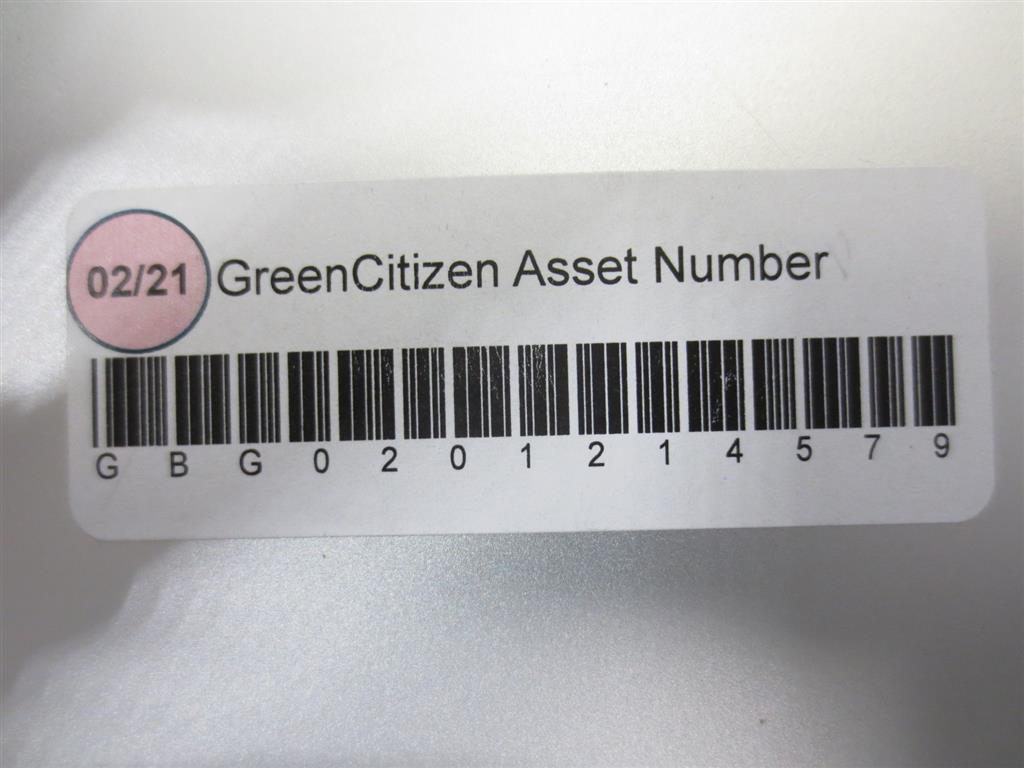 02/21 GreenCitizen Asset Number
G B G 0 2 0 1 2 1 4 5 7 9